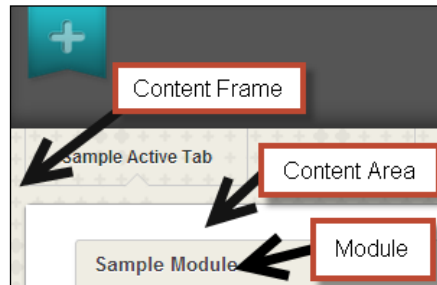 Content Frame
Sample Active Tab
Content Area
Module
Sample Module